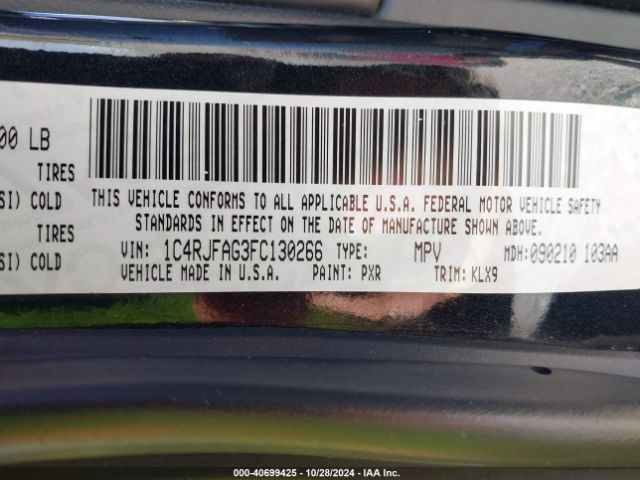 00 LB
TIRES
SI) COLD
TIRES
SI) COLD
THIS VEHICLE CONFORMS TO ALL APPLICABLE U.S.A. FEDERAL MOTOR VEHICLE SAFETY
STANDARDS IN EFFECT ON THE DATE OF MANUFACTURE SHOWN ABOVE.
VIN: 1C4RJFAG3FC130266 TYPE: MPV MDH:090210 103AA
VEHICLE MADE IN U.S.A. PAINT: PXR TRIM: KLX9
000-40699425 - 10/28/2024 - IAA Inc.